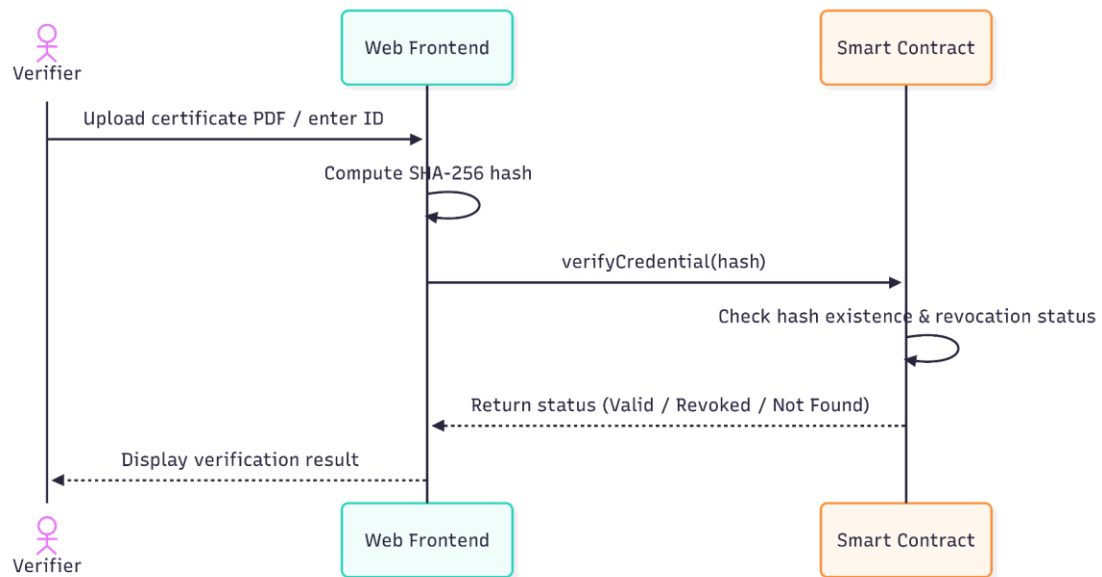 Web Frontend
Smart Contract
Verifier
Upload certificate PDF / enter ID
Compute SHA-256 hash
verifyCredential(hash)
Check hash existence & revocation status
Return status (Valid / Revoked / Not Found)
Display verification result
Web Frontend
Smart Contract
Verifier